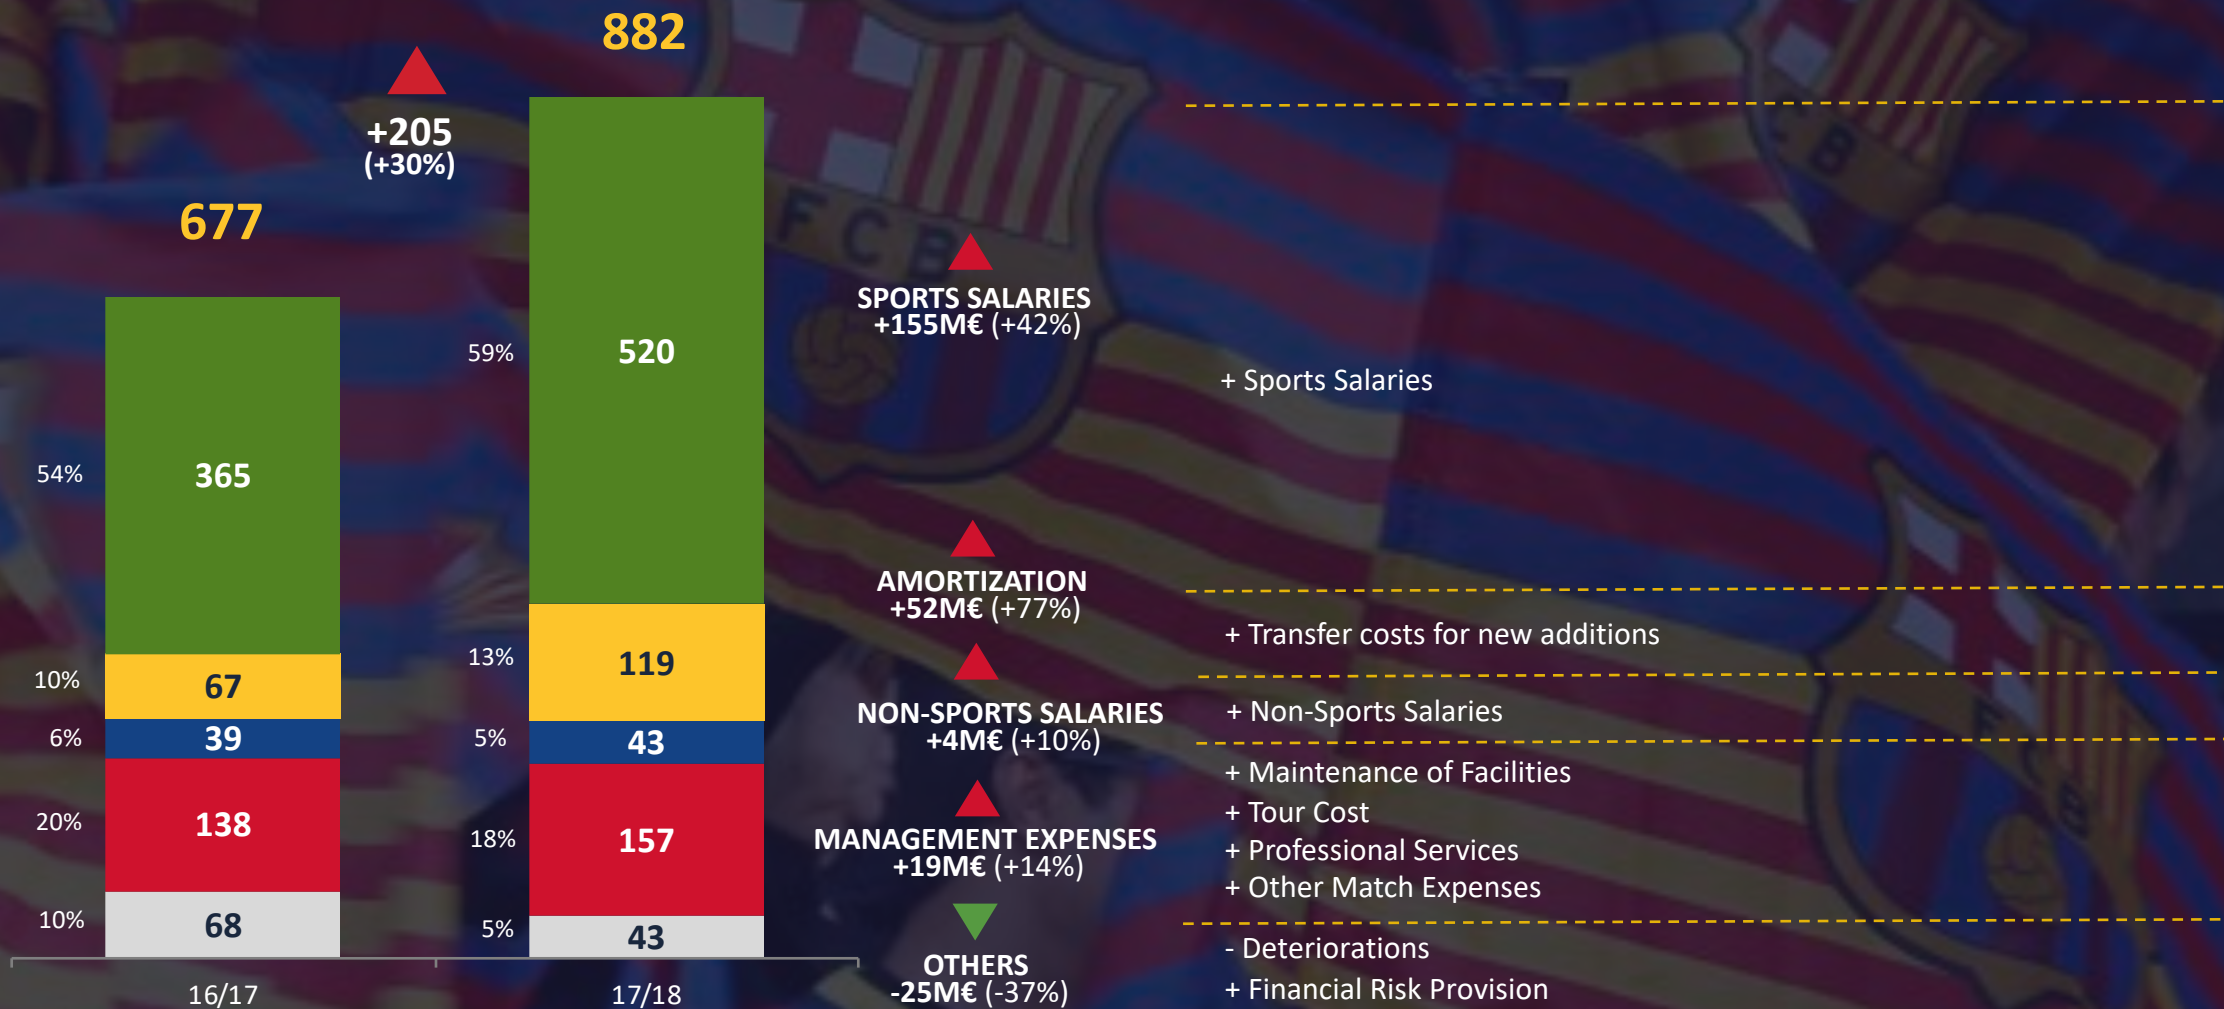 882
+205
(+30%)
677
59%
520
54%
365
13%
119
10%
67
5%
43
6%
39
18%
157
20%
138
5%
43
10%
68
16/17
17/18
SPORTS SALARIES
+155M€ (+42%)
AMORTIZATION
+52M€ (+77%)
NON-SPORTS SALARIES
+4M€ (+10%)
MANAGEMENT EXPENSES
+19M€ (+14%)
OTHERS
-25M€ (-37%)
+ Sports Salaries
+ Transfer costs for new additions
+ Non-Sports Salaries
+ Maintenance of Facilities
+ Tour Cost
+ Professional Services
+ Other Match Expenses
- Deteriorations
+ Financial Risk Provision
FCB
CB
FCB